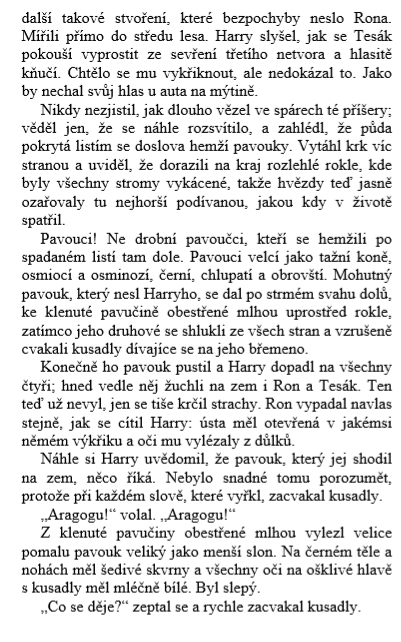 další takové stvoření, které bezpochyby neslo Rona.
Mířili přímo do středu lesa. Harry slyšel, jak se Tesák
pokouší vyprostit ze sevření třetího netvora a hlasitě
kňučí. Chtělo se mu vykřiknout, ale nedokázal to. Jako
by nechal svůj hlas u auta na mýtině.
Nikdy nezjistil, jak dlouho vězel ve spárech té příšery;
věděl jen, že se náhle rozsvítilo, a zahlédl, že půda
pokrytá listím se doslova hemží pavouky. Vytáhl krk víc
stranou a uviděl, že dorazili na kraj rozlehlé rokle, kde
byly všechny stromy vykácené, takže hvězdy teď jasně
ozařovaly tu nejhorší podívanou, jakou kdy v životě
spatřil.
Pavouci! Ne drobní pavoučci, kteří se hemžili po
spadaném listí tam dole. Pavouci velcí jako tažní koně,
osmiocí a osminozí, černí, chlupatí a obrovští. Mohutný
pavouk, který nesl Harryho, se dal po strmém svahu dolů,
ke klenuté pavučině obestřené mlhou uprostřed rokle,
zatímco jeho druhové se shlukli ze všech stran a vzrušeně
cvakali kusadly dívajíce se na jeho břemeno.
Konečně ho pavouk pustil a Harry dopadl na všechny
čtyři; hned vedle něj žuchli na zem i Ron a Tesák. Ten
teď už nevyl, jen se tiše krčil strachy. Ron vypadal navlas
stejně, jak se cítil Harry: ústa měl otevřená v jakémsi
němém výkřiku a oči mu vylézaly z důlků.
Náhle si Harry uvědomil, že pavouk, který jej shodil
na zem, něco říká. Nebylo snadné tomu porozumět,
protože při každém slově, které vyřkl, zacvakal kusadly.
„Aragogu!“ volal. „Aragogu!“
Z klenuté pavučiny obestřené mlhou vylezl velice
pomalu pavouk veliký jako menší slon. Na černém těle a
nohách měl šedivé skvrny a všechny oči na ošklivé hlavě
s kusadly měl mléčně bílé. Byl slepý.
„Co se děje?“ zeptal se a rychle zacvakal kusadly.